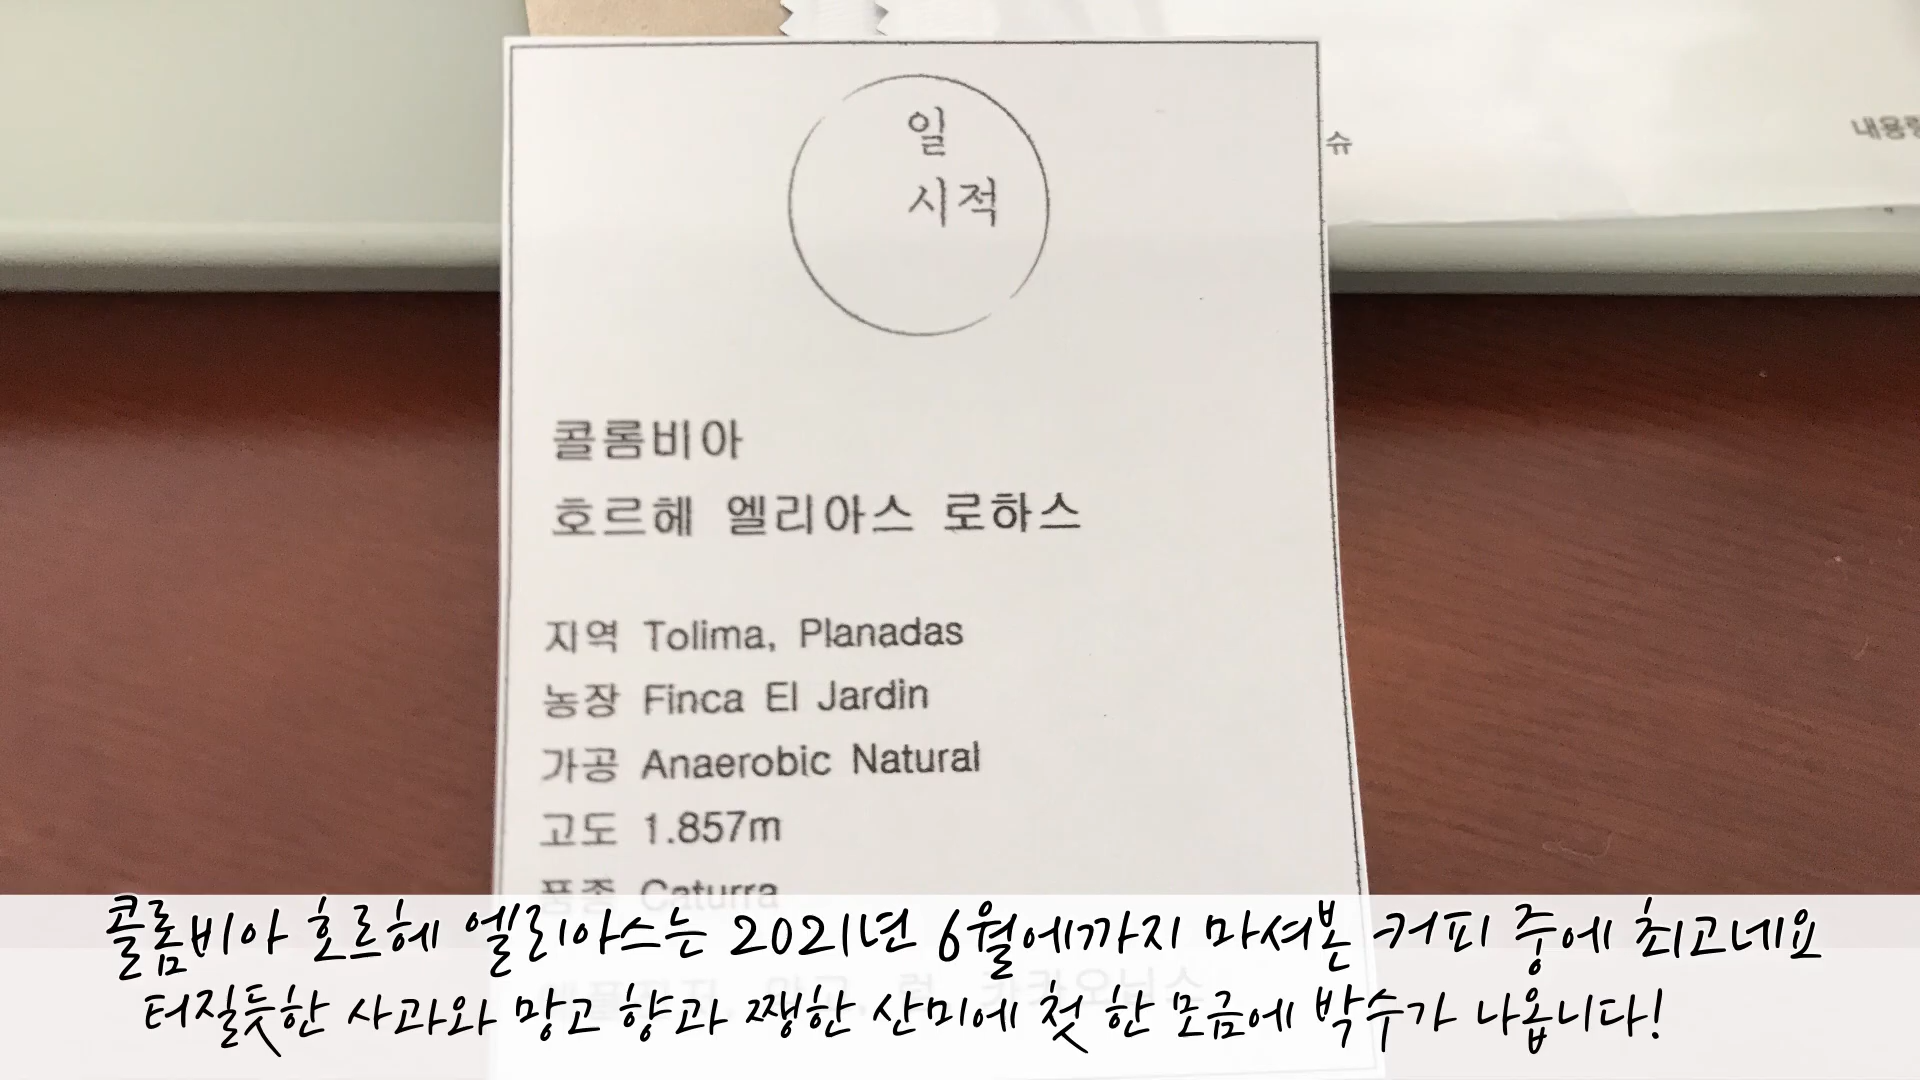 일
시적
슈
내용량
콜롬비아
호르헤 엘리아스 로하스
지역 Tolima, Planadas
농장 Finca El Jardin
가공 Anaerobic Natural
고도 1.857m
품종 Caturra
콜롬비아 호르헤 엘리아스는 2021년 6월에까지 마셔본 커피 중에 최고네요
터질듯한 사과와 망고 향과 쨍한 산미에 첫 한 모금에 박수가 나옵니다!